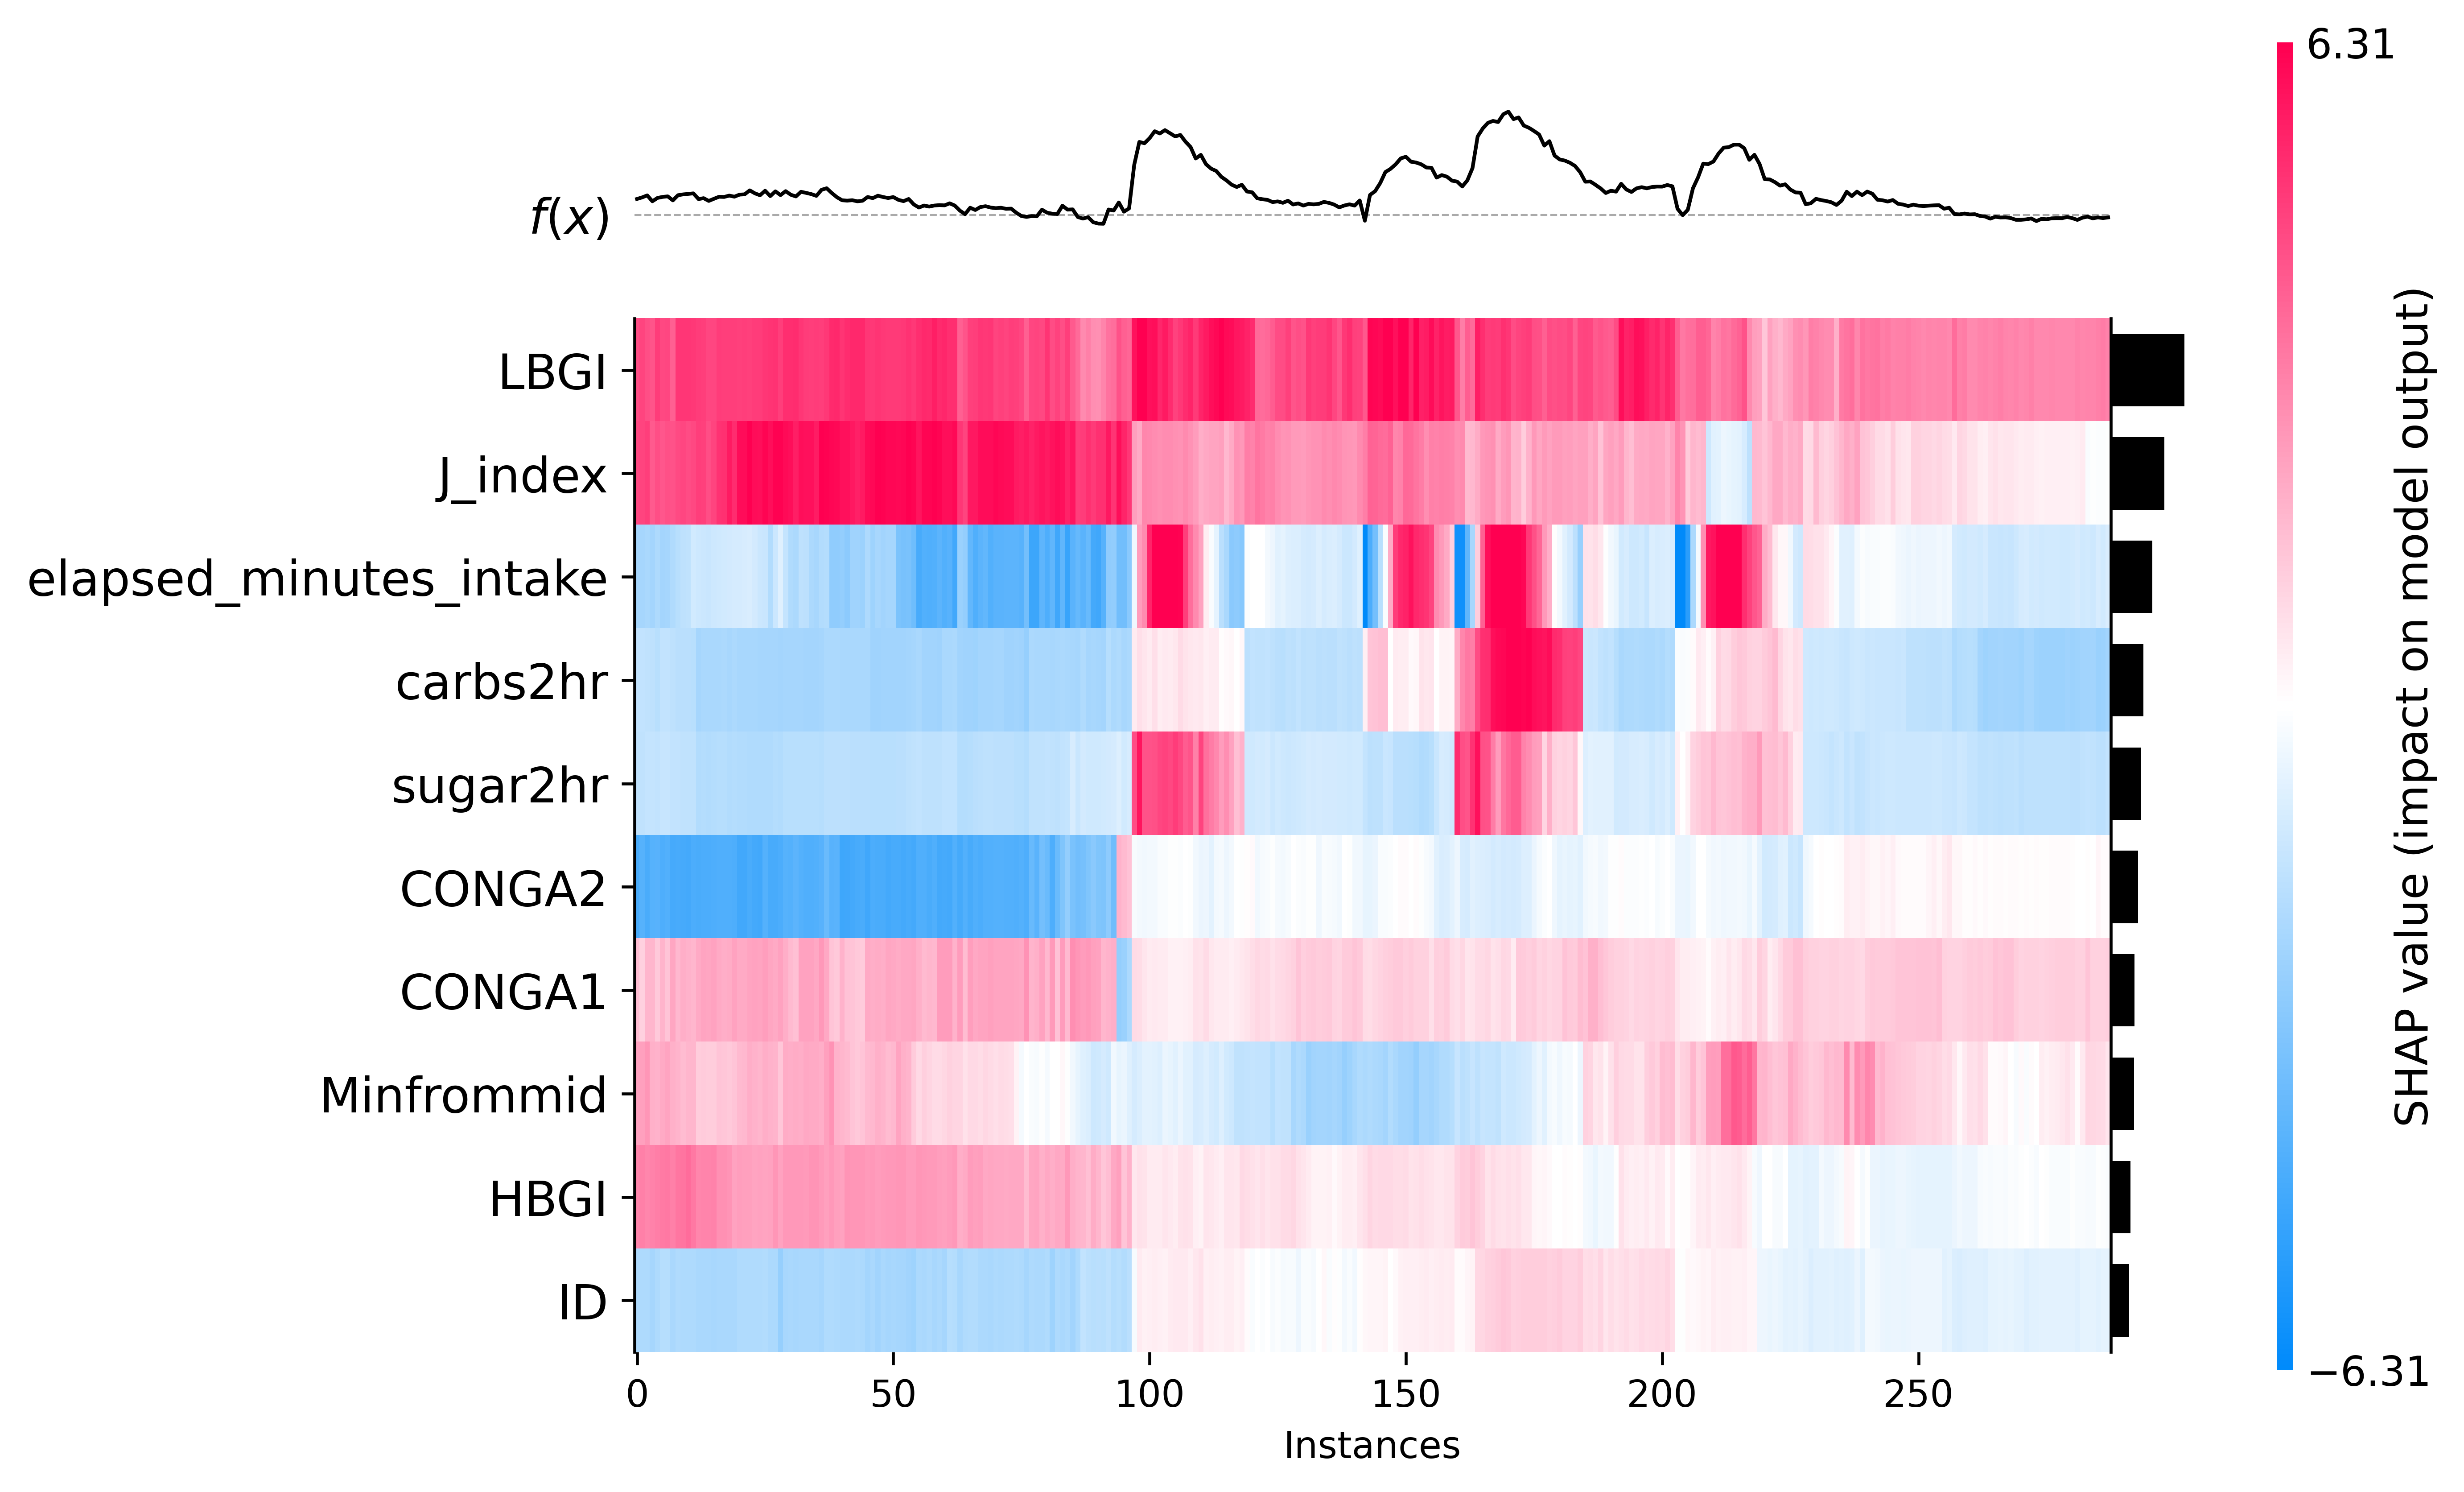 6.31
f(x)
LBGI
J_index
elapsed_minutes_intake
carbs2hr
sugar2hr
CONGA2
CONGA1
Minfrommid
HBGI
ID
0 50 100 150 200 250
Instances
−6.31
SHAP value (impact on model output)